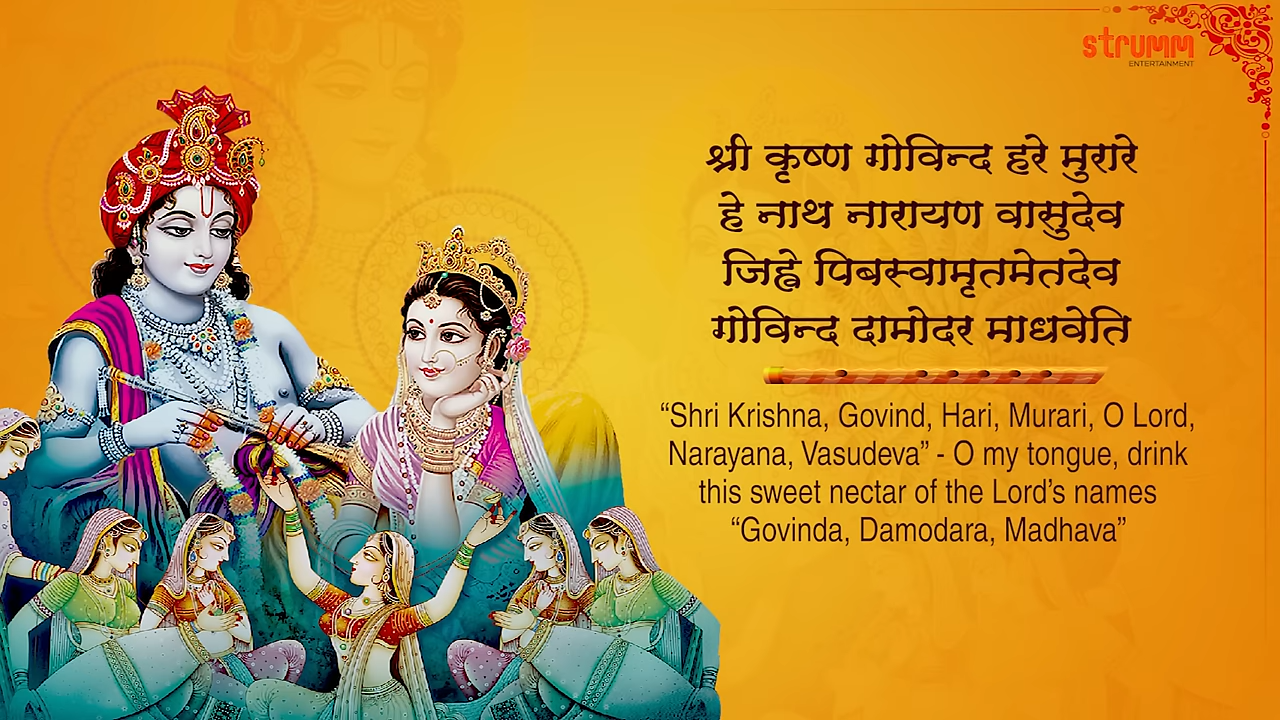 strumm
ENTERTAINMENT
श्री कृष्ण गोविन्द हरे मुरारे
हे नाथ नारायण वासुदेव
जिह्वे पिबस्वामृतमेतदेव
गोविन्द दामोदर माधवेति
“Shri Krishna, Govind, Hari, Murari, O Lord,
Narayana, Vasudeva” - O my tongue, drink
this sweet nectar of the Lord’s names
“Govinda, Damodara, Madhava”